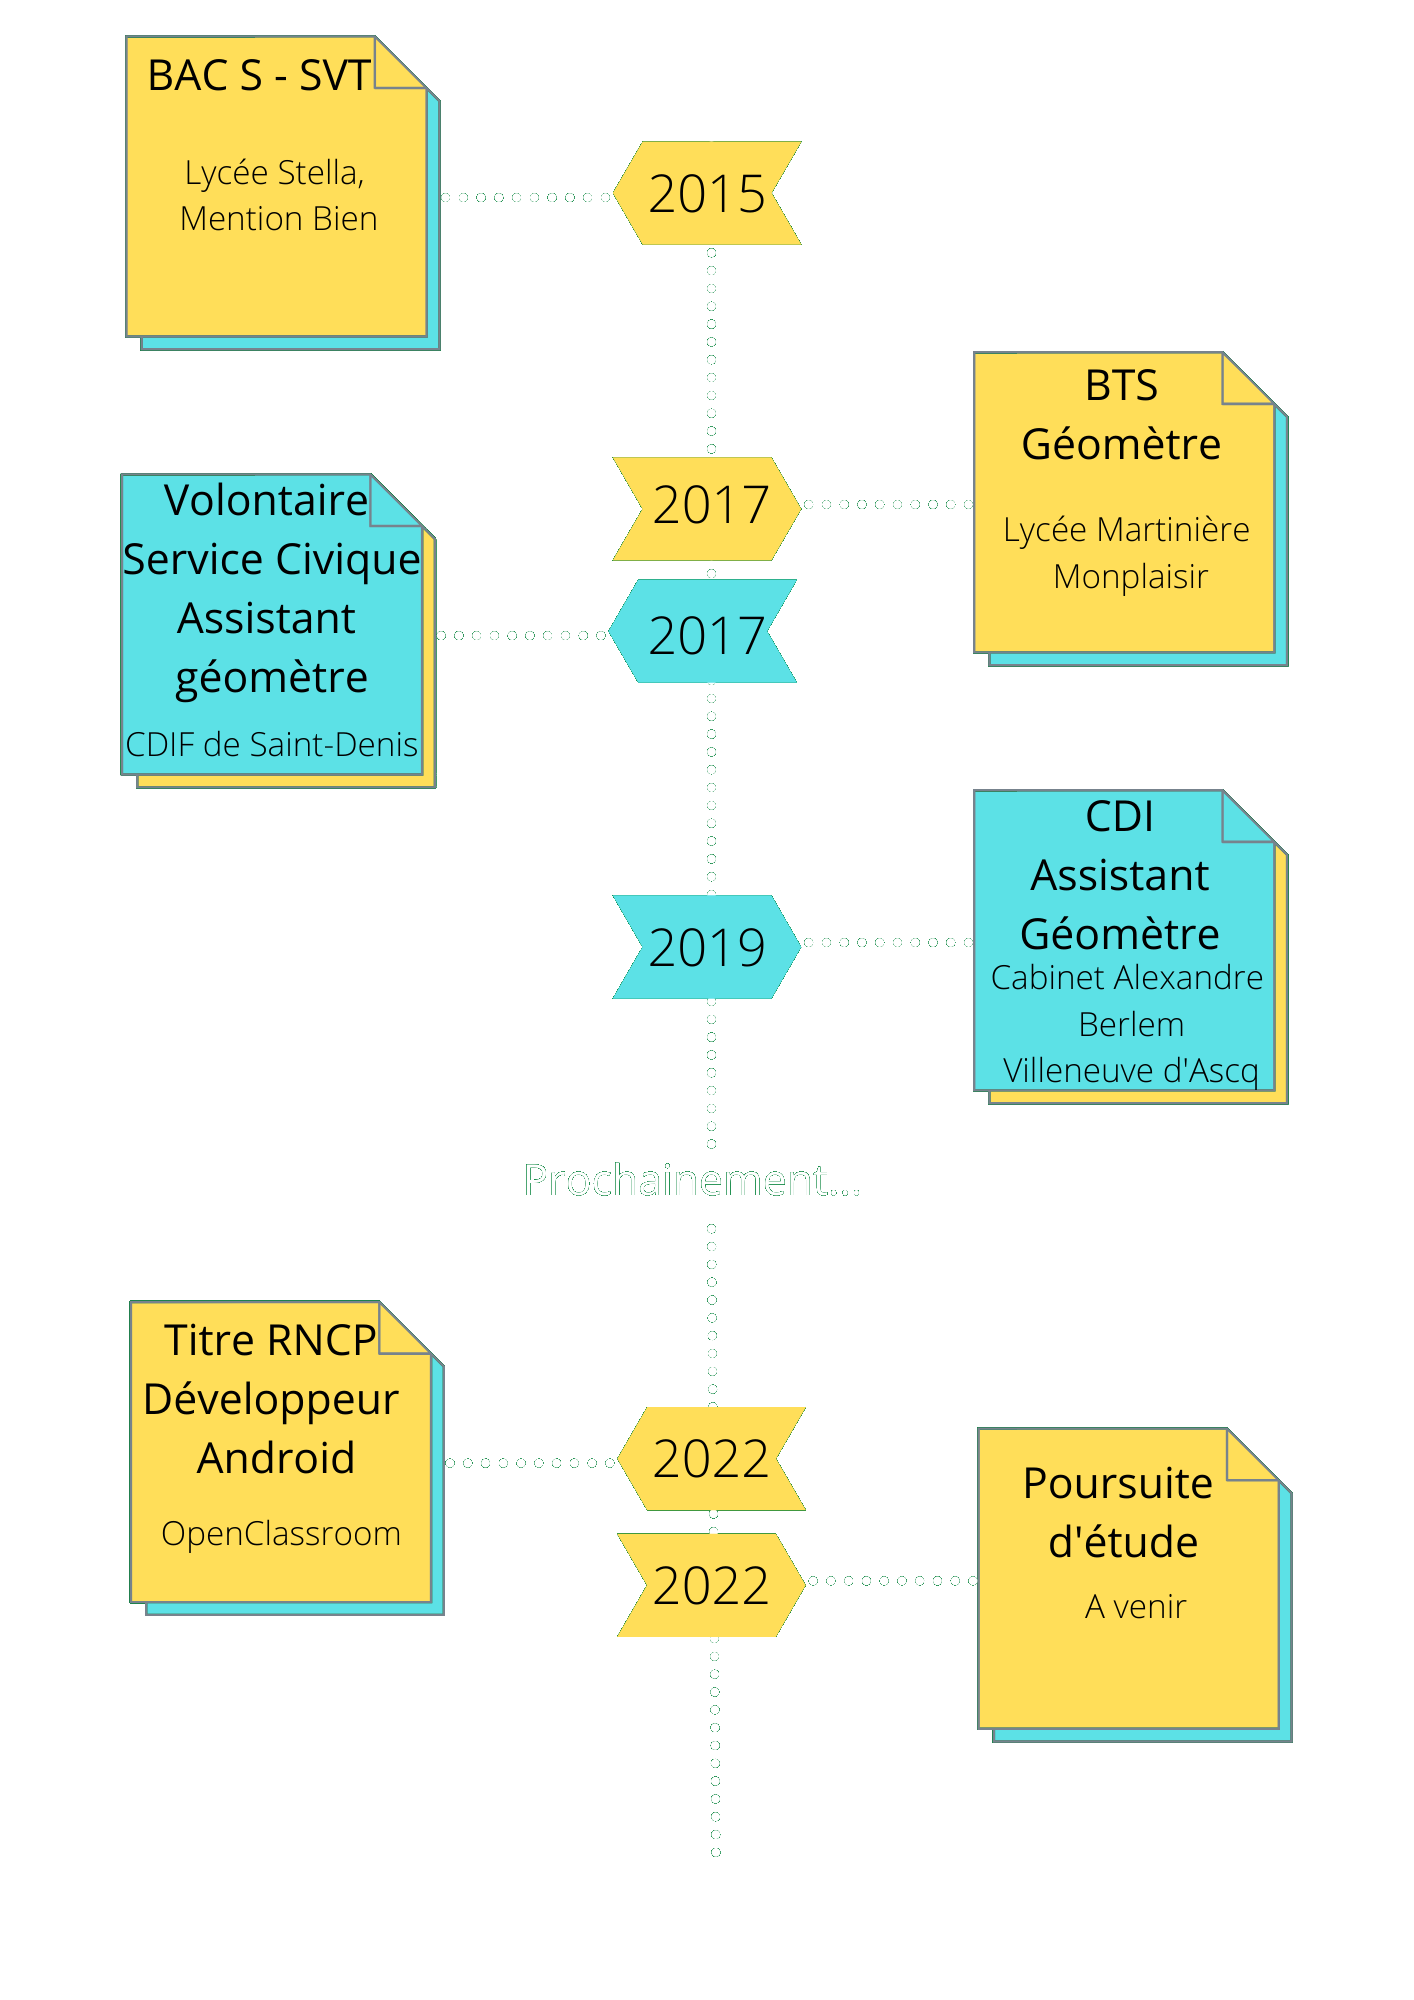 BAC S - SVT
Lycée Stella,
Mention Bien
2015
BTS
Géomètre
Lycée Martinière
Monplaisir
2017
Volontaire
Service Civique
Assistant
géomètre
CDIF de Saint-Denis
2017
CDI
Assistant
Géomètre
Cabinet Alexandre
Berlem
Villeneuve d'Ascq
2019
Prochainement...
Titre RNCP
Développeur
Android
OpenClassroom
2022
Poursuite
d'étude
A venir
2022